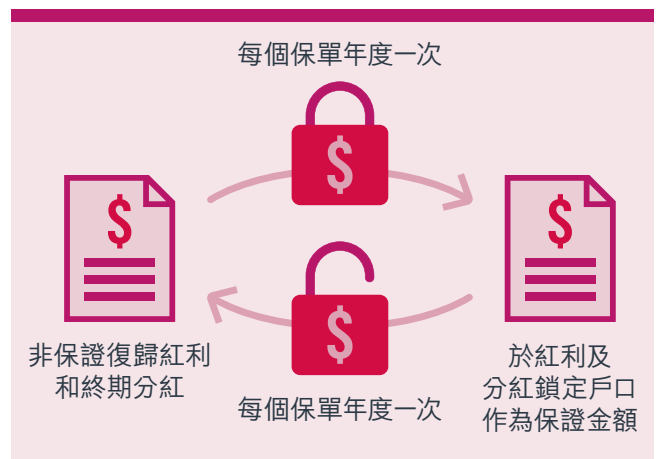 每個保單年度一次
$
$
$
$
非保證復歸紅利
和終期分紅
每個保單年度一次
於紅利及
分紅鎖定戶口
作為保證金額